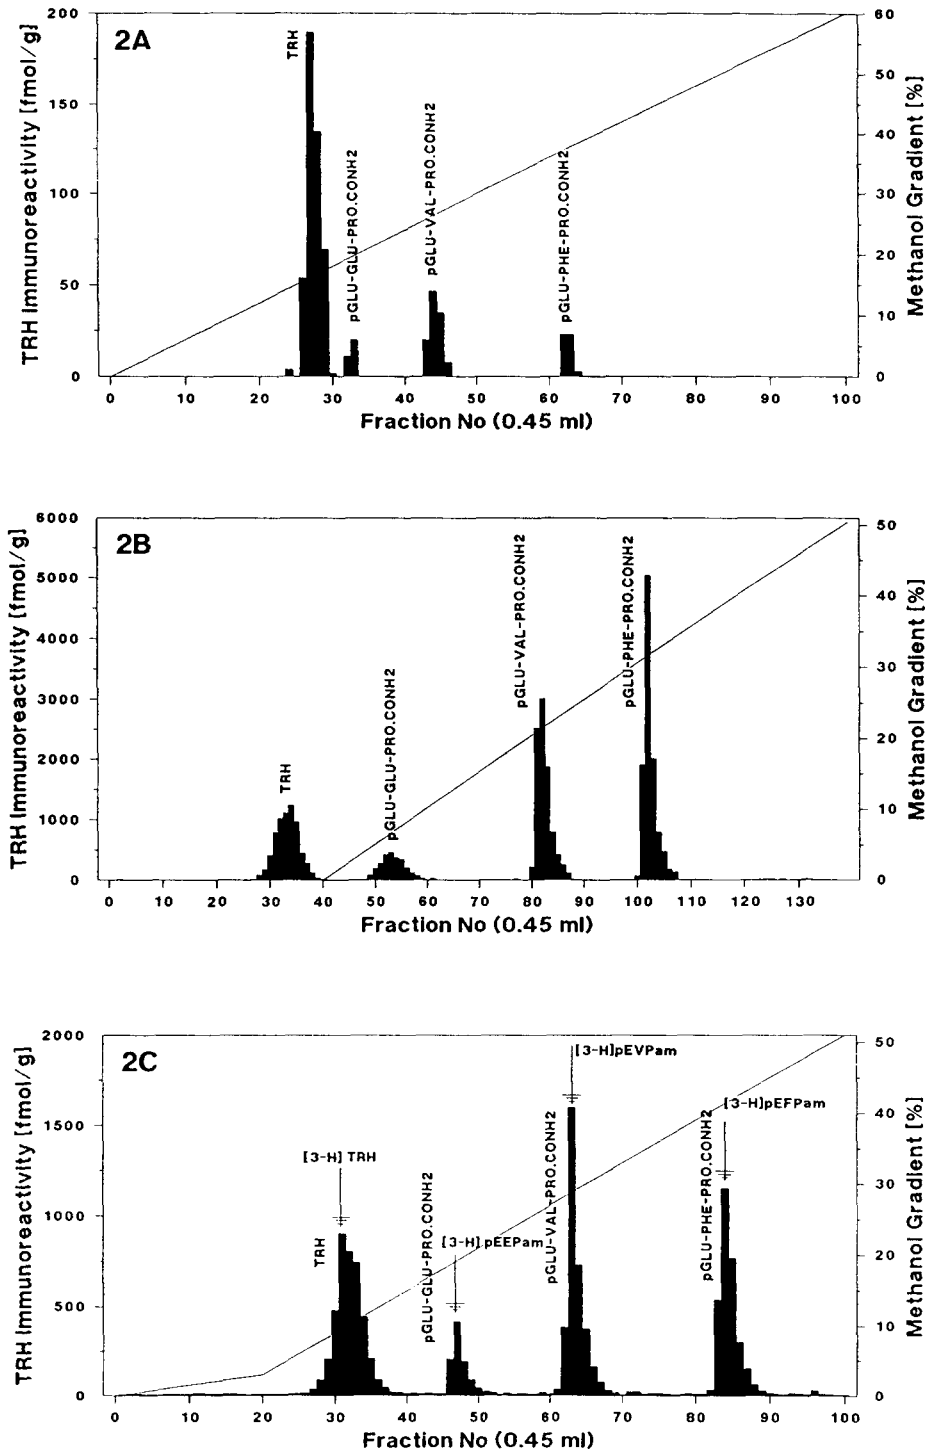 2A
TRH Immunoreactivity [fmol/g]
200
150
100
50
0
TRH
pGLU-GLU-PRO.CONH2
pGLU-VAL-PRO.CONH2
pGLU-PHE-PRO.CONH2
60
50
40
30
20
10
0
Methanol Gradient [%]
0 10 20 30 40 50 60 70 80 90 100
Fraction No (0.45 ml)
2B
TRH Immunoreactivity [fmol/g]
6000
5000
4000
3000
2000
1000
0
TRH
pGLU-GLU-PRO.CONH2
pGLU-VAL-PRO.CONH2
pGLU-PHE-PRO.CONH2
50
40
30
20
10
0
Methanol Gradient [%]
0 10 20 30 40 50 60 70 80 90 100 110 120 130
Fraction No (0.45 ml)
2C
TRH Immunoreactivity [fmol/g]
2000
1500
1000
500
0
[3-H] TRH
TRH
pGLU-GLU-PRO.CONH2
[3-H] pEEPam
pGLU-VAL-PRO.CONH2
[3-H]pEVPam
pGLU-PHE-PRO.CONH2
[3-H]pEFPam
50
40
30
20
10
0
Methanol Gradient [%]
0 10 20 30 40 50 60 70 80 90 100
Fraction No (0.45 ml)